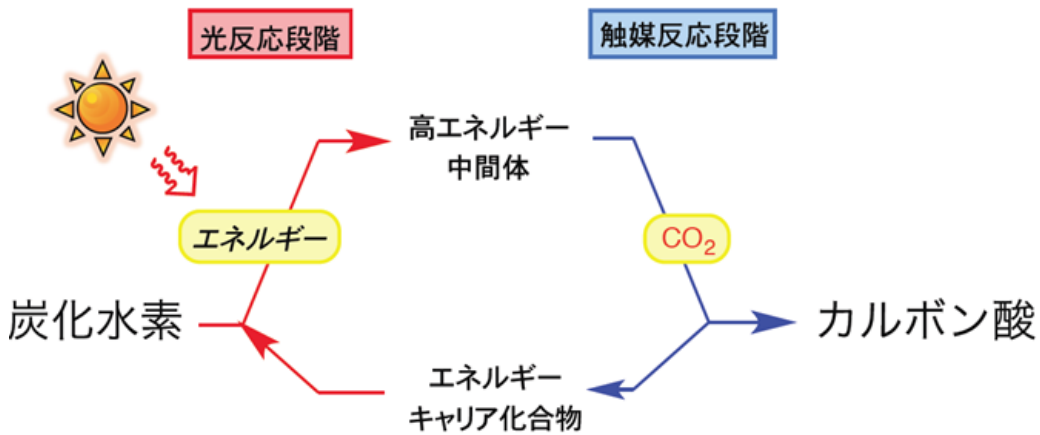 光反応段階
触媒反応段階
高エネルギー
中間体
エネルギー
CO₂
炭化水素
カルボン酸
エネルギー
キャリア化合物